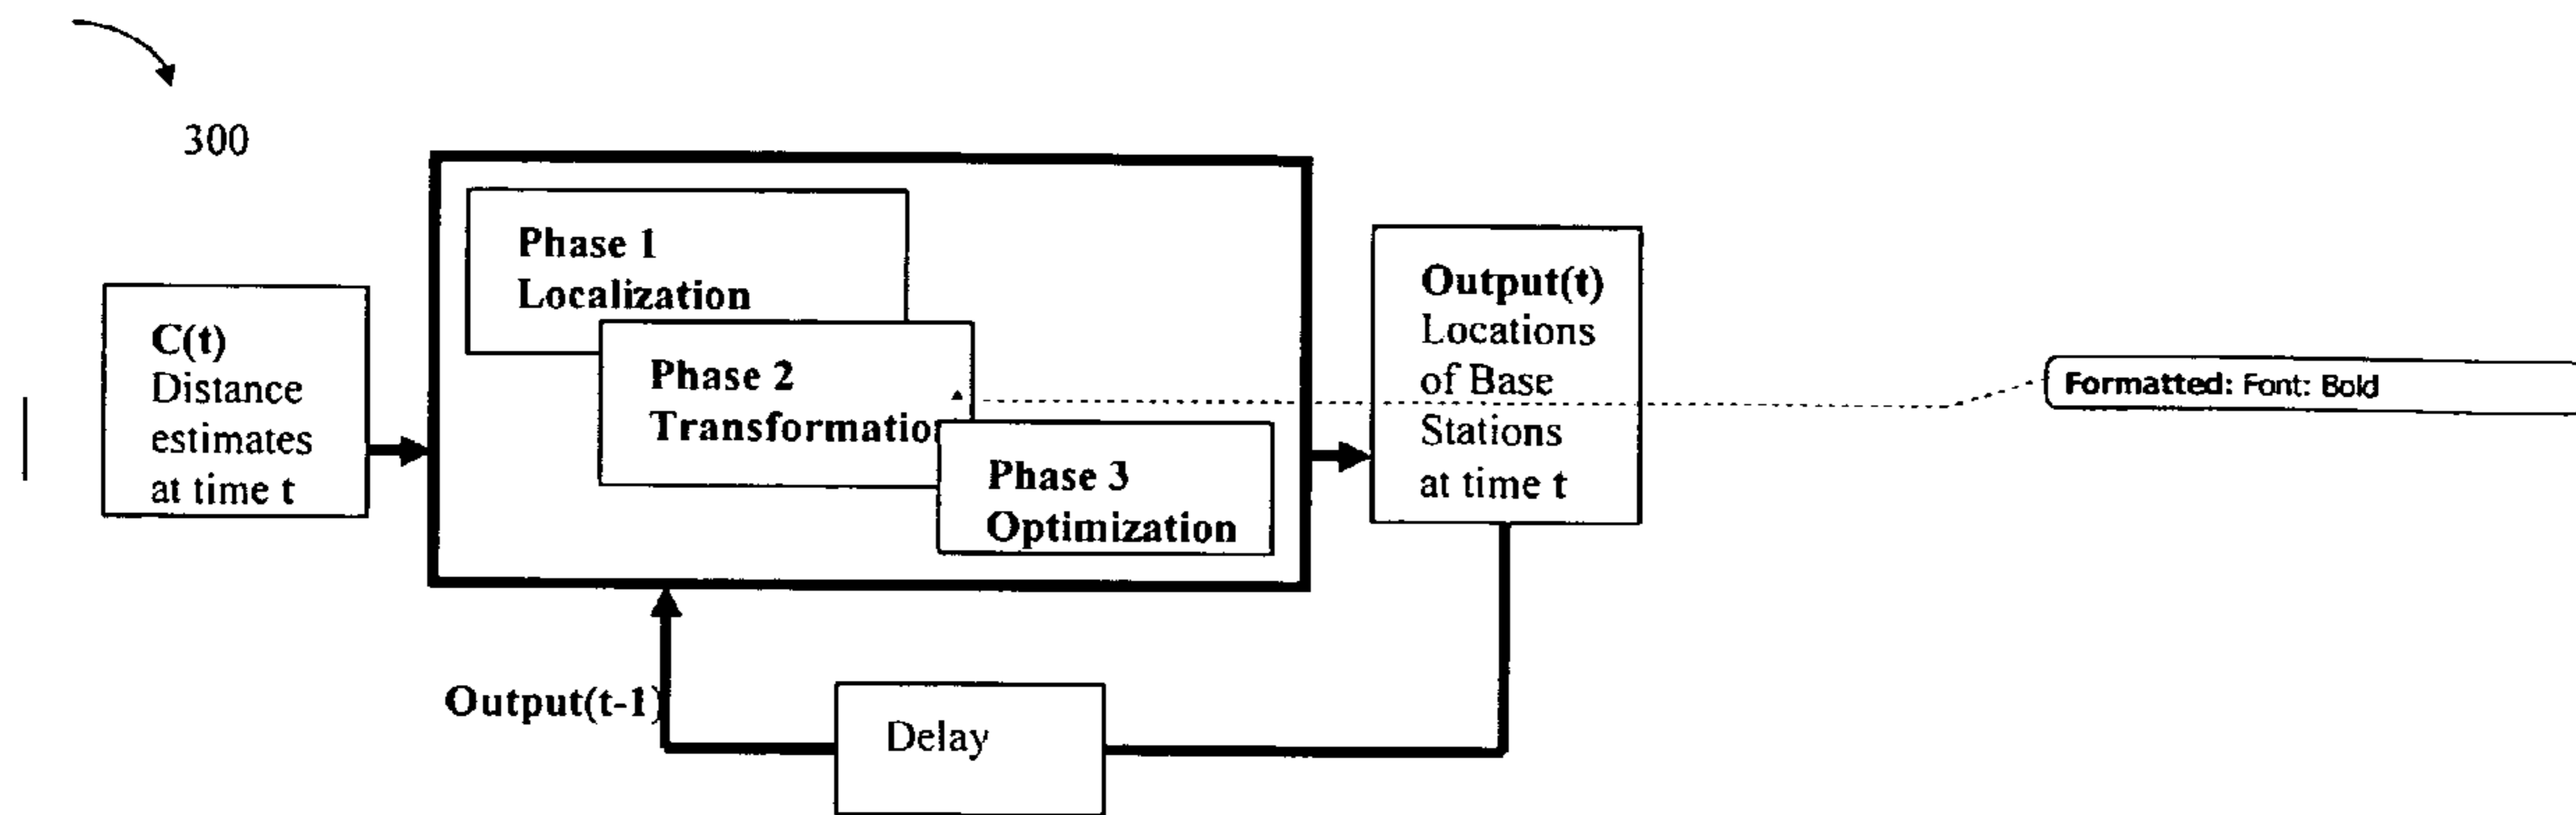 300
Phase 1
Localization
C(t)
Distance
estimates
at time t
Phase 2
Transformatio
Phase 3
Optimization
Output(t)
Locations
of Base
Stations
at time t
Formatted: Font: Bold
Output(t-1)
Delay